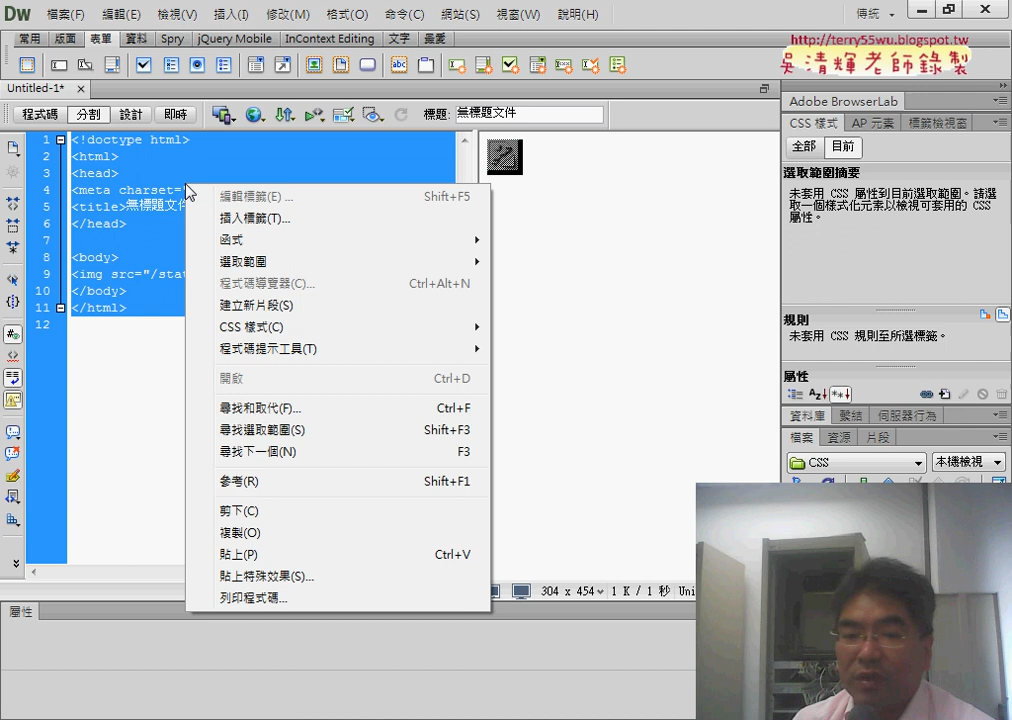 Dw 檔案(F) 編輯(E) 檢視(V) 插入(I) 修改(M) 格式(O) 命令(C) 網站(S) 視窗(W) 說明(H) 傳統
常用 版面 表單 資料 Spry jQuery Mobile InContext Editing 文字 最愛
http://terry55wu.blogspot.tw
吳清輝老師錄製
Untitled-1*
程式碼 分割 設計 即時 標題: 無標題文件
1 <!doctype html>
2 <html>
3 <head>
4 <meta charset=
5 <title>無標題文件
6 </head>
7
8 <body>
9 <img src="/stat
10 </body>
11 </html>
12
編輯標籤(E) ... Shift+F5
插入標籤(T)...
函式
選取範圍
程式碼導覽器(C)... Ctrl+Alt+N
建立新片段(S)
CSS 樣式(C)
程式碼提示工具(T)
開啟 Ctrl+D
尋找和取代(F)... Ctrl+F
尋找選取範圍(S) Shift+F3
尋找下一個(N) F3
參考(R) Shift+F1
剪下(C)
複製(O)
貼上(P) Ctrl+V
貼上特殊效果(S)...
列印程式碼...
304 x 454 1 K / 1 秒 Uni
屬性
Adobe BrowserLab
CSS 樣式 AP 元素 標籤檢視窗
全部 目前
選取範圍摘要
未套用 CSS 屬性到目前選取範圍。請選
取一個樣式化元素以檢視可套用的 CSS
屬性。
規則
未套用 CSS 規則至所選標籤。
屬性
資料庫 繫結 伺服器行為
檔案 資源 片段
CSS 本機檢視